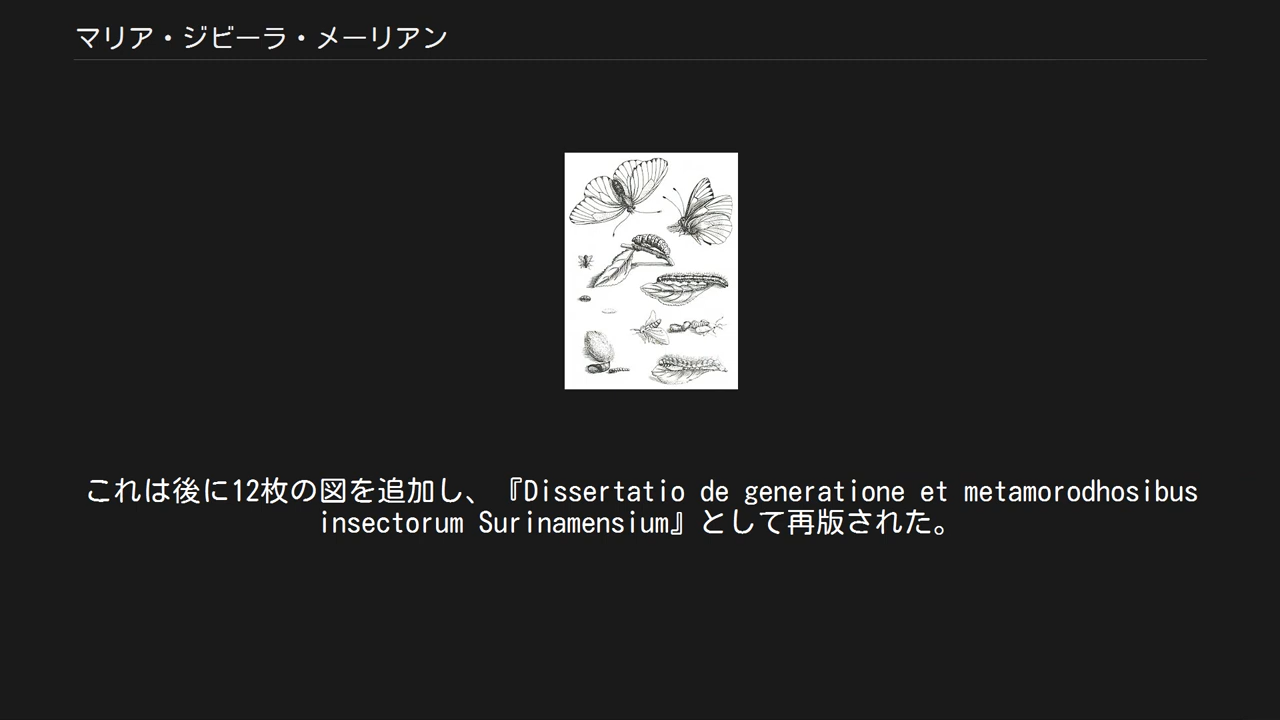 マリア・ジビーラ・メーリアン
これは後に12枚の図を追加し、『Dissertatio de generatione et metamorodhosibus
insectorum Surinamensium』として再版された。